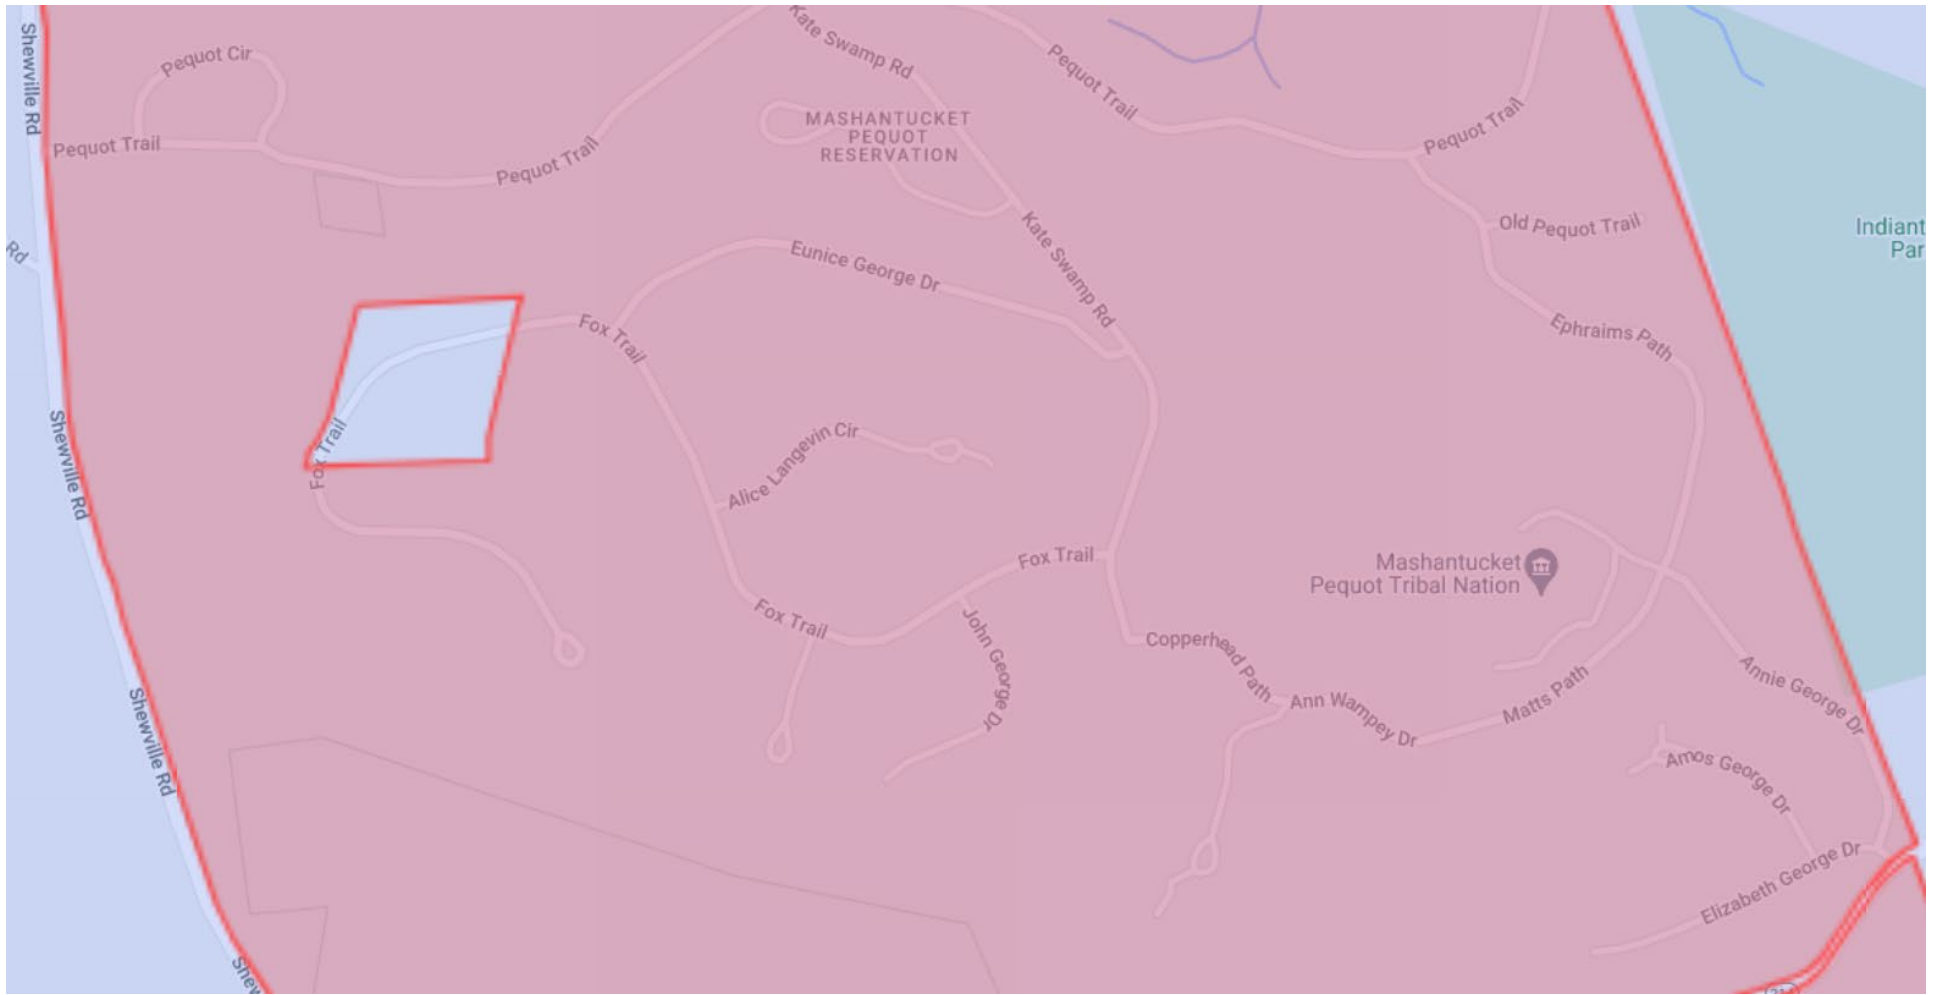 Shewville Rd
Pequot Cir
Kate Swamp Rd
Pequot Trail
Pequot Trail
Pequot Trail
Pequot Trail
MASHANTUCKET
PEQUOT
RESERVATION
Rd
Kate Swamp Rd
Old Pequot Trail
Indiant
Par
Eunice George Dr
Fox Trail
Ephraims Path
Fox Trail
Shewville Rd
Alice Langevin Cir
Fox Trail
Mashantucket
Pequot Tribal Nation
Fox Trail
John George Dr
Copperhead Path
Ann Wampey Dr
Matts Path
Annie George Dr
Shewville Rd
Amos George Dr
Elizabeth George Dr
Shew